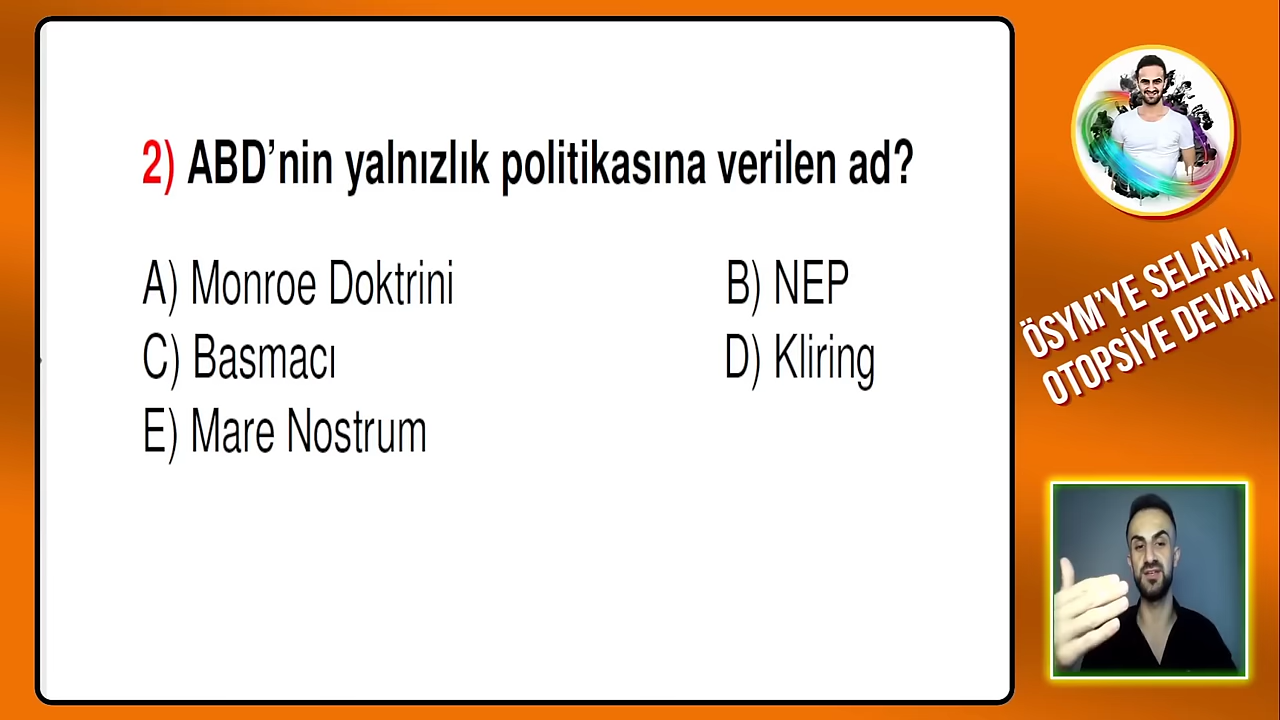 2) ABD’nin yalnızlık politikasına verilen ad?
A) Monroe Doktrini B) NEP
C) Basmacı D) Kliring
E) Mare Nostrum
ÖSYM’YE SELAM,
OTOPSİYE DEVAM